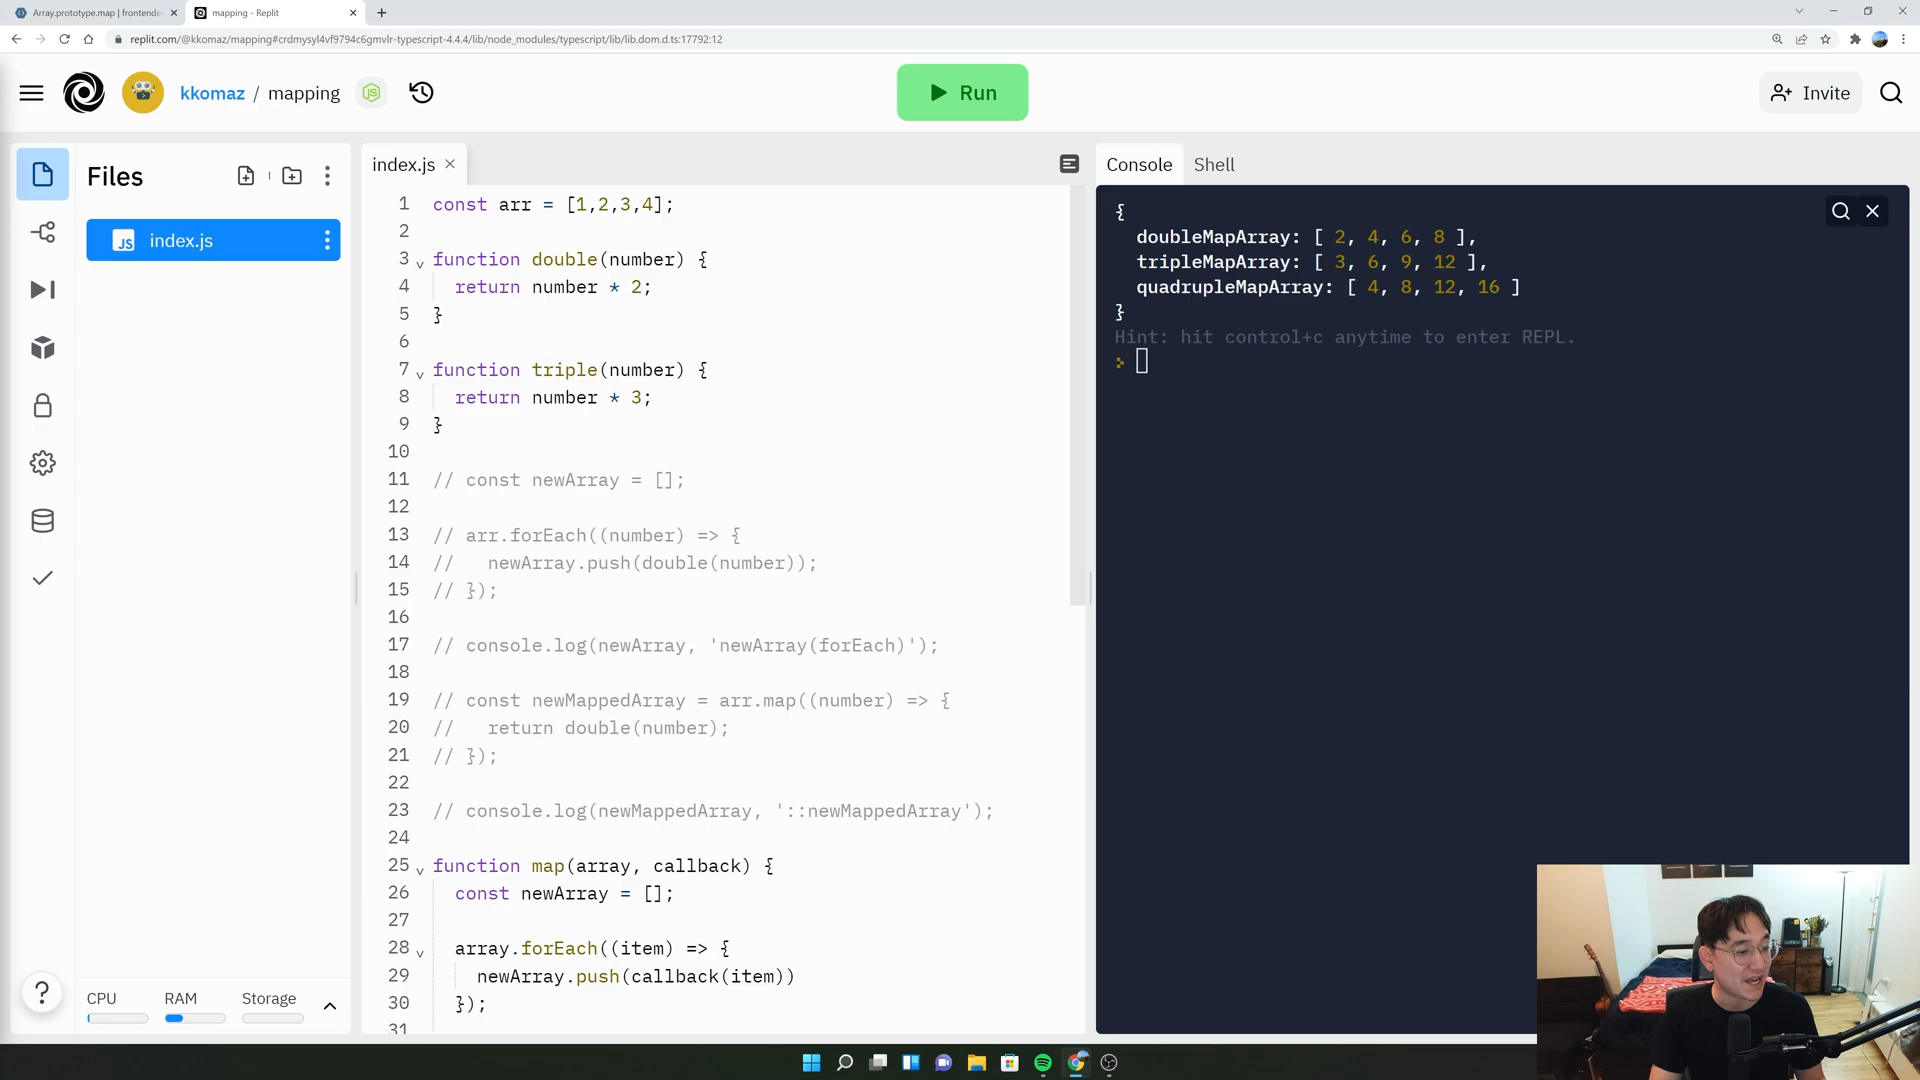 Array.prototype.map | frontende
mapping - Replit
replit.com/@kkomaz/mapping#crdmysyl4vf9794c6gmvlr-typescript-4.4.4/lib/node_modules/typescript/lib/lib.dom.d.ts:17792:12
kkomaz / mapping
Run
Invite
Files
JS index.js
CPU
RAM
Storage
?
index.js
1 const arr = [1,2,3,4];
2
3 function double(number) {
4 return number * 2;
5 }
6
7 function triple(number) {
8 return number * 3;
9 }
10
11 // const newArray = [];
12
13 // arr.forEach((number) => {
14 // newArray.push(double(number));
15 // });
16
17 // console.log(newArray, 'newArray(forEach)');
18
19 // const newMappedArray = arr.map((number) => {
20 // return double(number);
21 // });
22
23 // console.log(newMappedArray, '::newMappedArray');
24
25 function map(array, callback) {
26 const newArray = [];
27
28 array.forEach((item) => {
29 newArray.push(callback(item))
30 });
31
Console
Shell
{
doubleMapArray: [ 2, 4, 6, 8 ],
tripleMapArray: [ 3, 6, 9, 12 ],
quadrupleMapArray: [ 4, 8, 12, 16 ]
}
Hint: hit control+c anytime to enter REPL.